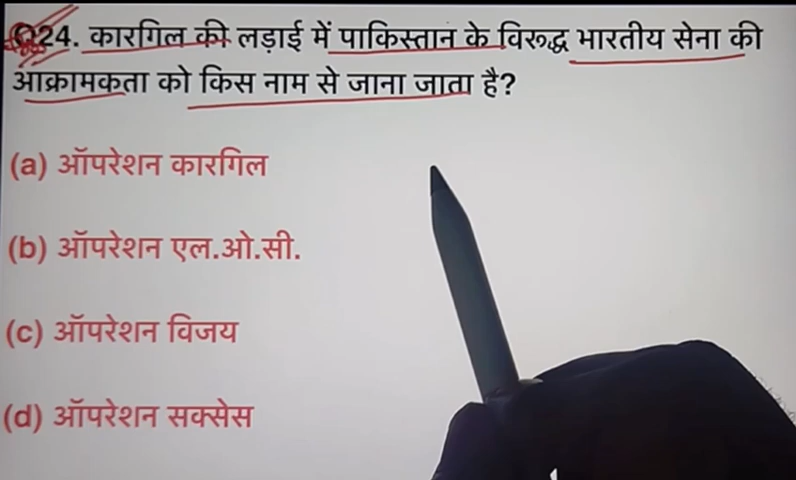 Q24. कारगिल की लड़ाई में पाकिस्तान के विरूद्ध भारतीय सेना की
आक्रामकता को किस नाम से जाना जाता है?
(a) ऑपरेशन कारगिल
(b) ऑपरेशन एल.ओ.सी.
(c) ऑपरेशन विजय
(d) ऑपरेशन सक्सेस